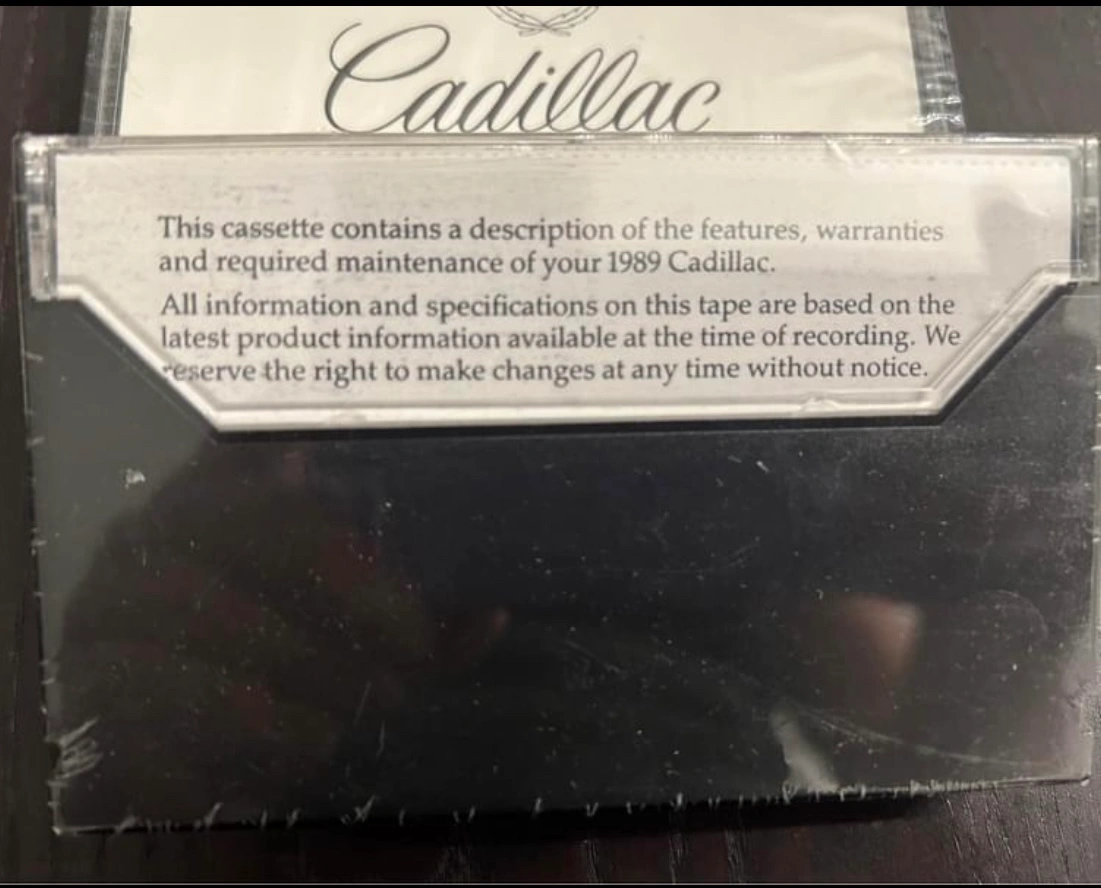 Cadillac
This cassette contains a description of the features, warranties
and required maintenance of your 1989 Cadillac.
All information and specifications on this tape are based on the
latest product information available at the time of recording. We
reserve the right to make changes at any time without notice.